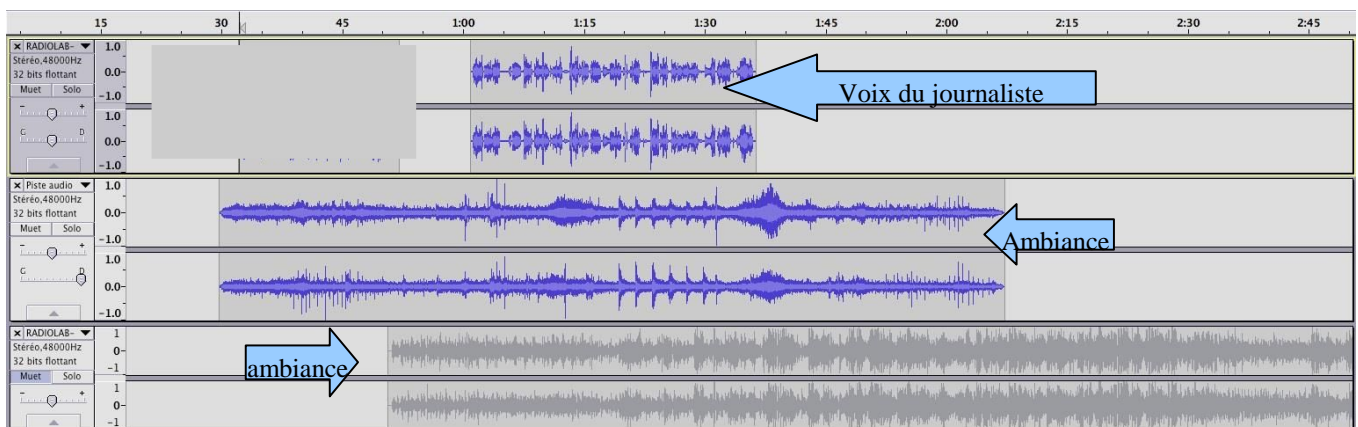 15 30 45 1:00 1:15 1:30 1:45 2:00 2:15 2:30 2:45
× RADIOLAB- ▼ 1.0
Stéréo,48000Hz
32 bits flottant 0.0-
Muet Solo -1.0
- + 1.0
G D 0.0-
-1.0
Voix du journaliste
× Piste audio ▼ 1.0
Stéréo,48000Hz
32 bits flottant 0.0-
Muet Solo -1.0
- + 1.0
G D 0.0-
-1.0
Ambiance
× RADIOLAB- ▼ 1
Stéréo,48000Hz 0-
32 bits flottant -1
Muet Solo
- + 1
0-
-1
ambiance